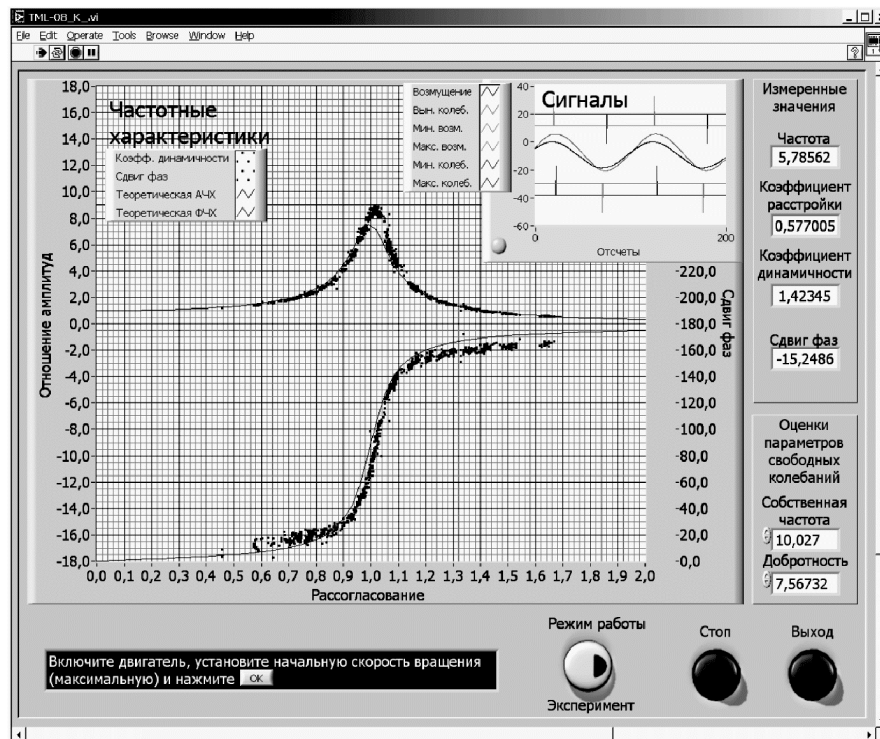 TML-08_K_.vi
File Edit Operate Tools Browse Window Help
Частотные
характеристики
Коэфф. динамичности
Сдвиг фаз
Теоретическая АЧХ
Теоретическая ФЧХ
Возмущение
Вын. колеб.
Мин. возм.
Макс. возм.
Мин. колеб.
Макс. колеб.
Сигналы
40
20
0
-20
-40
-60
0 200
Отсчеты
Отношение амплитуд
18,0
16,0
14,0
12,0
10,0
8,0
6,0
4,0
2,0
0,0
-2,0
-4,0
-6,0
-8,0
-10,0
-12,0
-14,0
-16,0
-18,0
0,0 0,1 0,2 0,3 0,4 0,5 0,6 0,7 0,8 0,9 1,0 1,1 1,2 1,3 1,4 1,5 1,6 1,7 1,8 1,9 2,0
Рассогласование
-220,0
-200,0
-180,0
-160,0
-140,0
-120,0
-100,0
-80,0
-60,0
-40,0
-20,0
-0,0
Сдвиг фаз
Измеренные
значения
Частота
5,78562
Коэффициент
расстройки
0,577005
Коэффициент
динамичности
1,42345
Сдвиг фаз
-15,2486
Оценки
параметров
свободных
колебаний
Собственная
частота
10,027
Добротность
7,56732
Включите двигатель, установите начальную скорость вращения
(максимальную) и нажмите OK
Режим работы
Эксперимент
Стоп
Выход